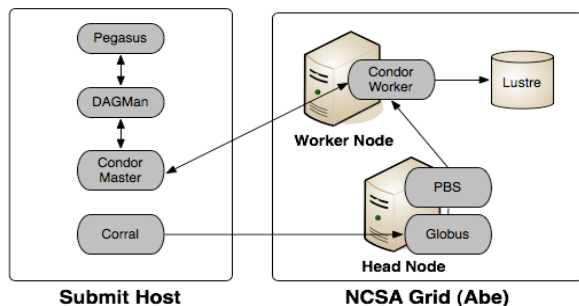 Pegasus
DAGMan
Condor
Master
Corral
Submit Host
Condor
Worker
Lustre
Worker Node
PBS
Globus
Head Node
NCSA Grid (Abe)